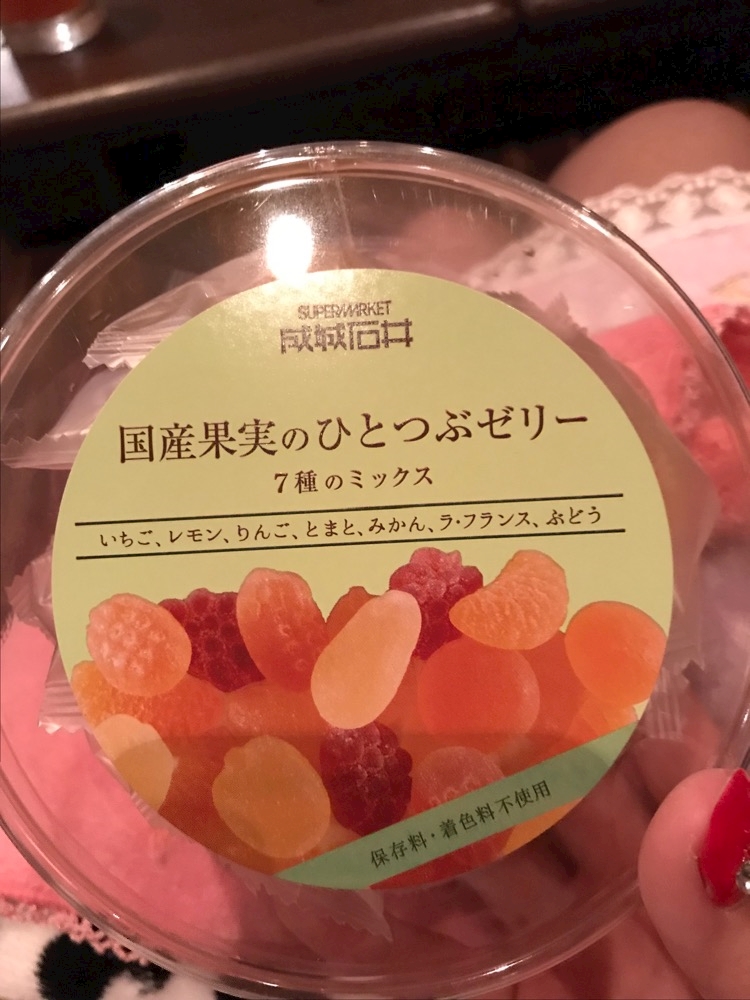 SUPERMARKET
成城石井
国産果実のひとつぶゼリー
7種のミックス
いちご、レモン、りんご、とまと、みかん、ラ・フランス、ぶどう
保存料・着色料不使用